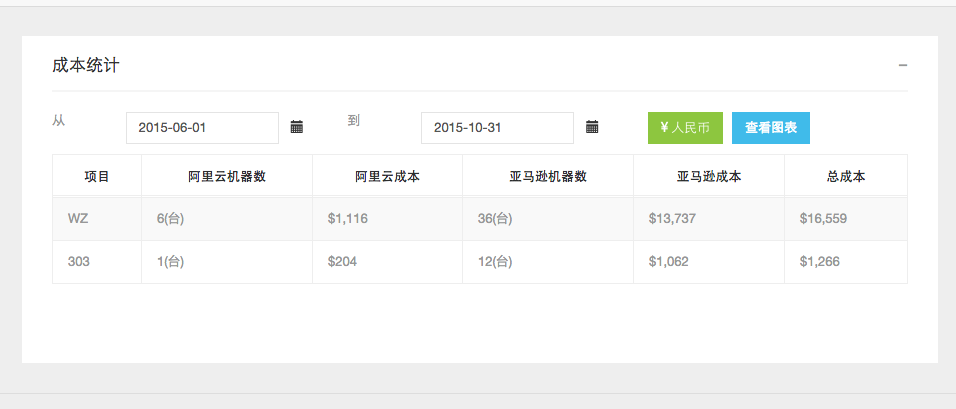 成本统计
从 2015-06-01 到 2015-10-31 ¥ 人民币 查看图表
项目 阿里云机器数 阿里云成本 亚马逊机器数 亚马逊成本 总成本
WZ 6(台) $1,116 36(台) $13,737 $16,559
303 1(台) $204 12(台) $1,062 $1,266